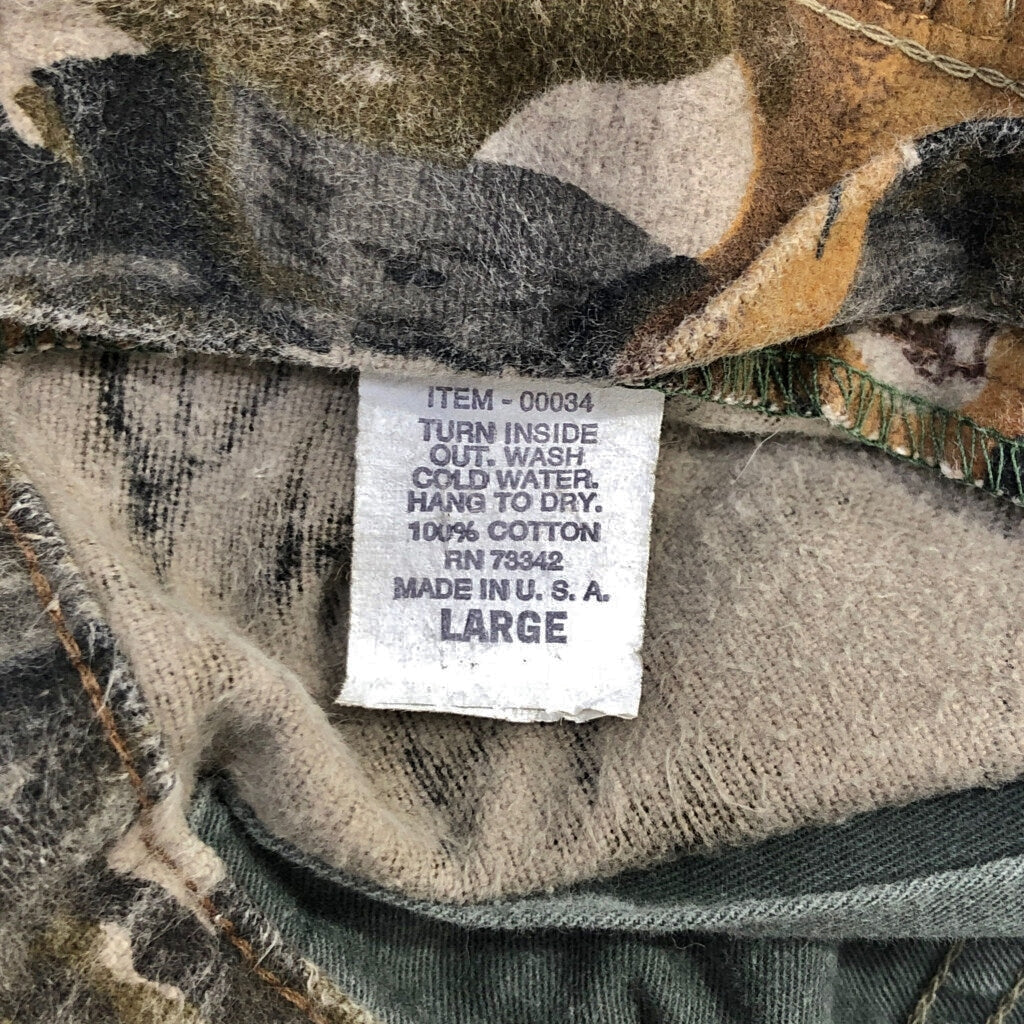 ITEM - 00034
TURN INSIDE
OUT. WASH
COLD WATER.
HANG TO DRY.
100% COTTON
RN 73342
MADE IN U. S. A.
LARGE